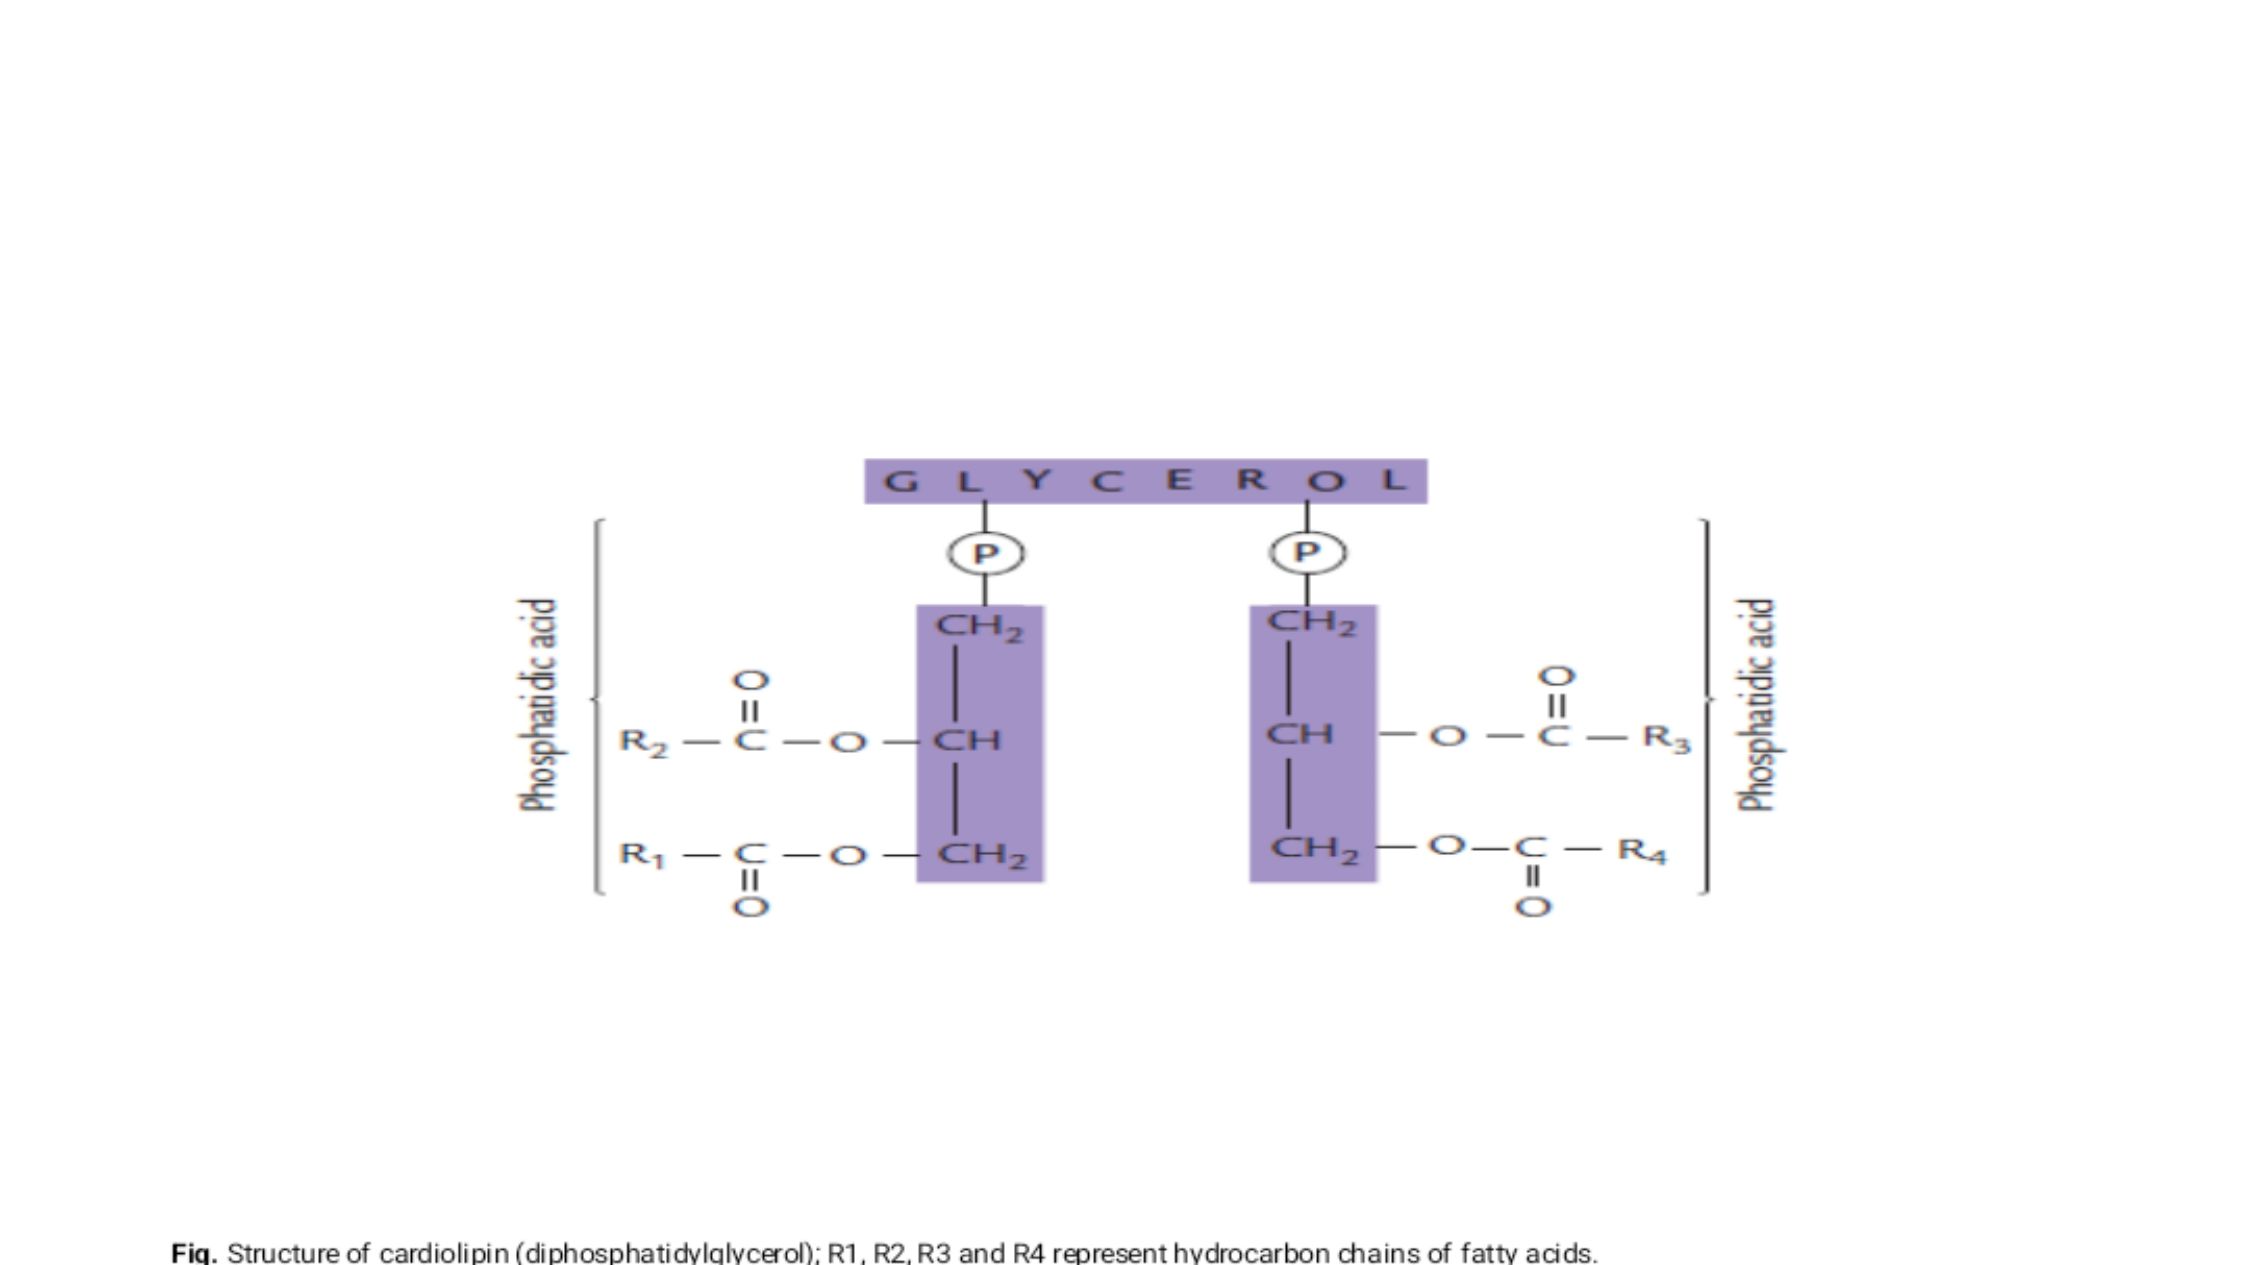 G L Y C E R O L
P P
Phosphatidic acid
CH2 CH2
O O
R2 — C — O — CH CH — O — C — R3
R1 — C — O — CH2 CH2 — O — C — R4
O O
Phosphatidic acid
Fig. Structure of cardiolipin (diphosphatidylglycerol); R1, R2, R3 and R4 represent hydrocarbon chains of fatty acids.